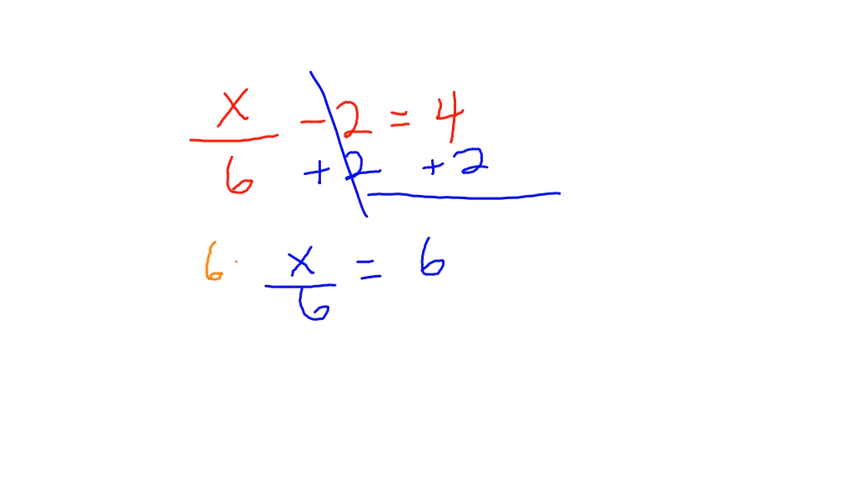 x/6 - 2 = 4
+ 2 + 2
6 · x/6 = 6